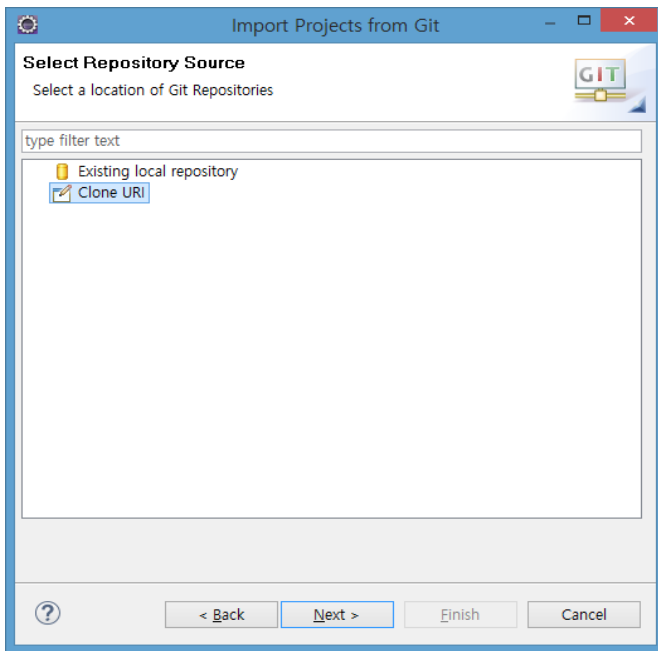 Import Projects from Git
Select Repository Source
Select a location of Git Repositories
GIT
type filter text
Existing local repository
Clone URI
? < Back Next > Finish Cancel